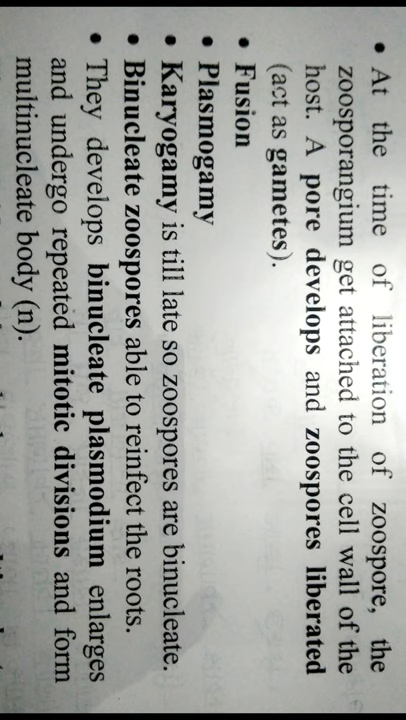 • At the time of liberation of zoospore, the
zoosporangium get attached to the cell wall of the
host. A pore develops and zoospores liberated
(act as gametes).
• Fusion
• Plasmogamy
• Karyogamy is till late so zoospores are binucleate.
• Binucleate zoospores able to reinfect the roots.
• They develops binucleate plasmodium enlarges
and undergo repeated mitotic divisions and form
multinucleate body (n).